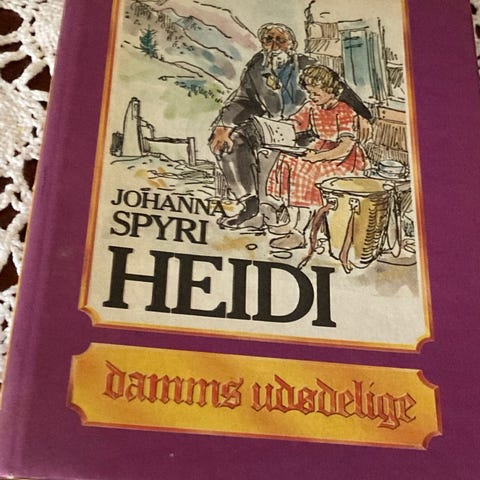 JOHANNA
SPYRI
HEIDI
damms udødelige